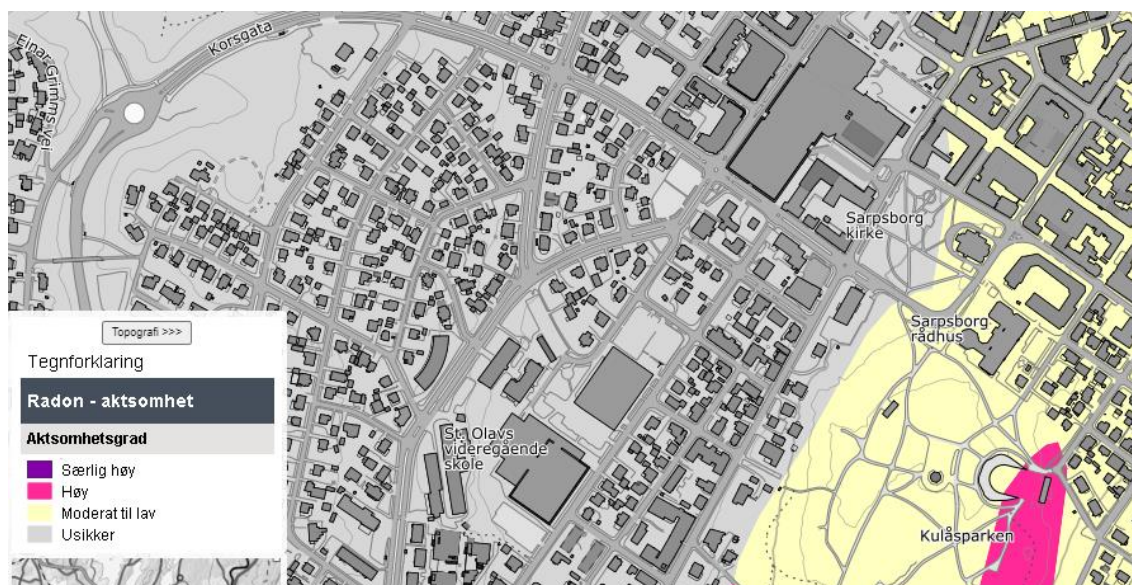 Einar Grimms vei
Korsgata
Sarpsborg
kirke
Sarpsborg
rådhus
St. Olavs
videregående
skole
Kulåsparken
Topografi >>>
Tegnforklaring
Radon - aktsomhet
Aktsomhetsgrad
Særlig høy
Høy
Moderat til lav
Usikker